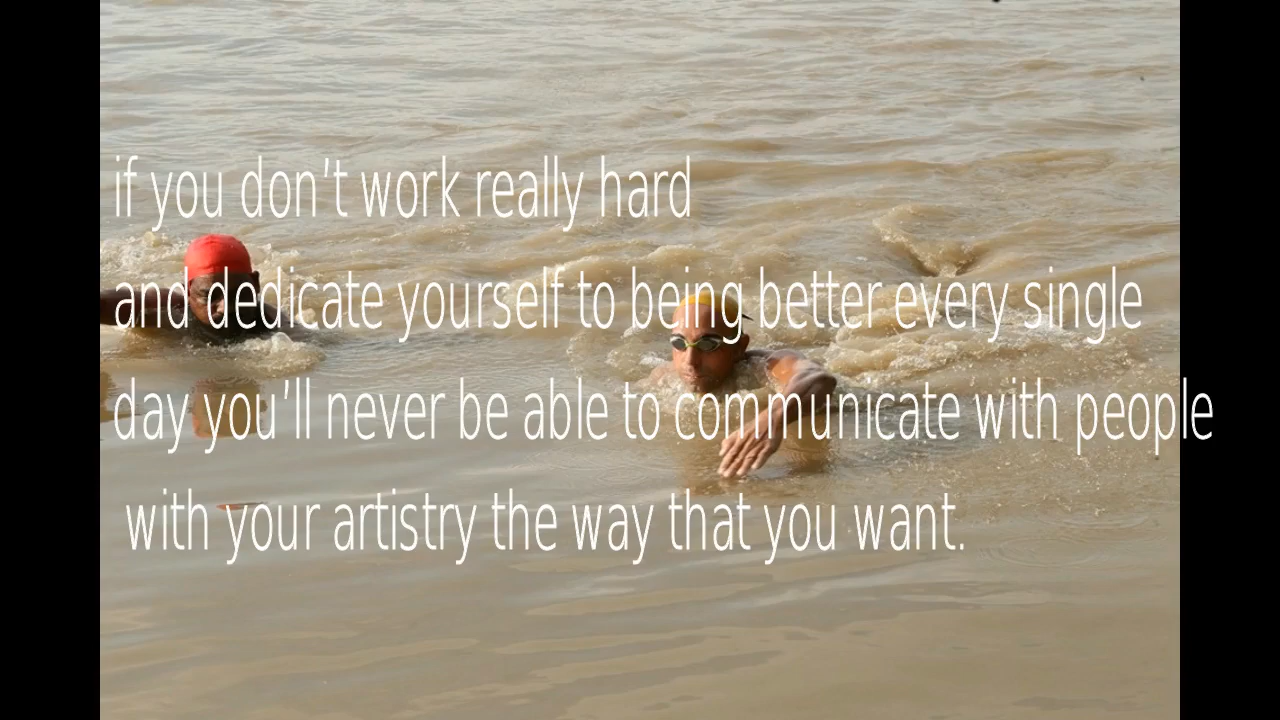 if you don't work really hard
and dedicate yourself to being better every single
day you'll never be able to communicate with people
with your artistry the way that you want.